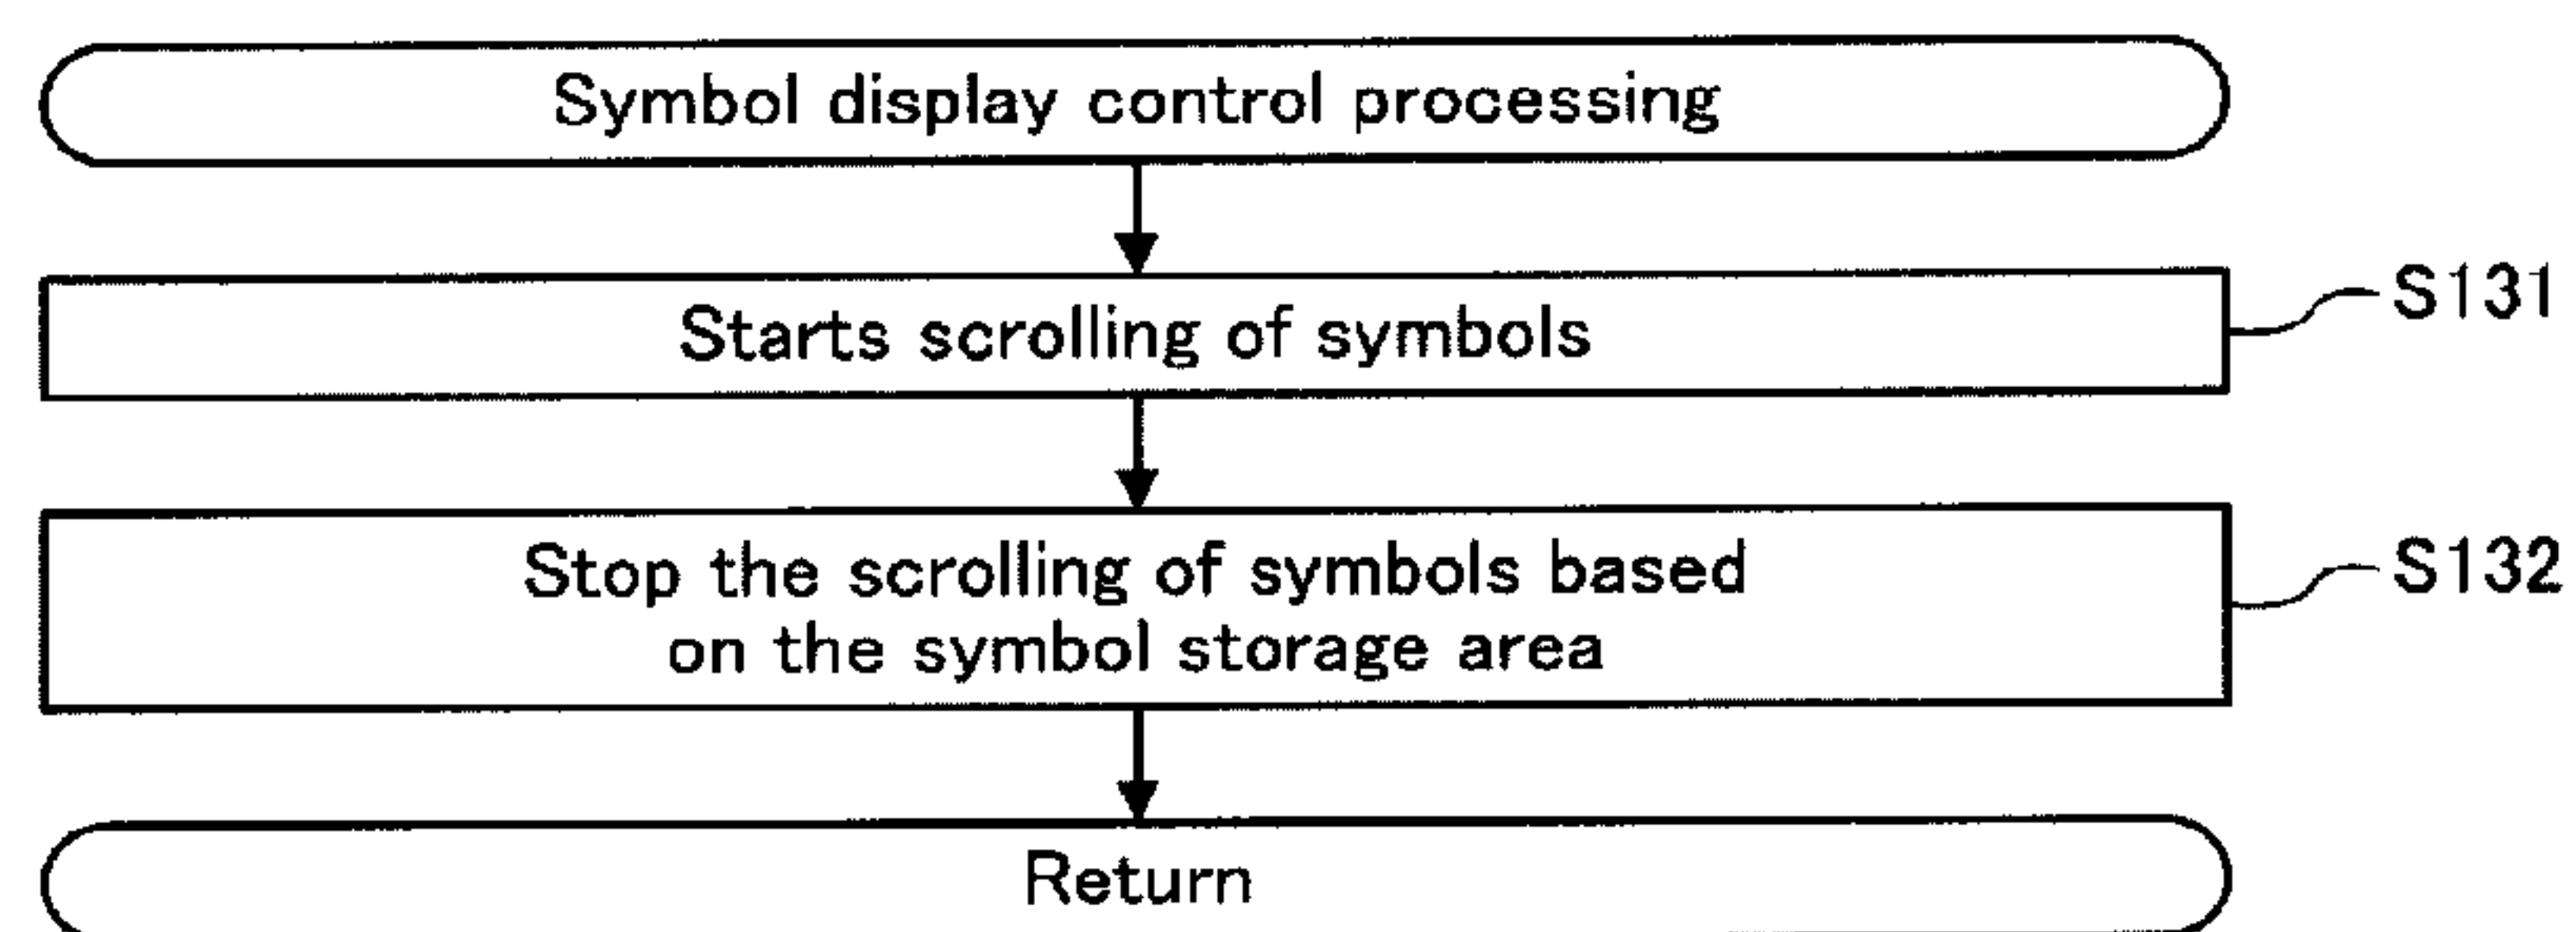 Symbol display control processing
Starts scrolling of symbols
S131
Stop the scrolling of symbols based
on the symbol storage area
S132
Return